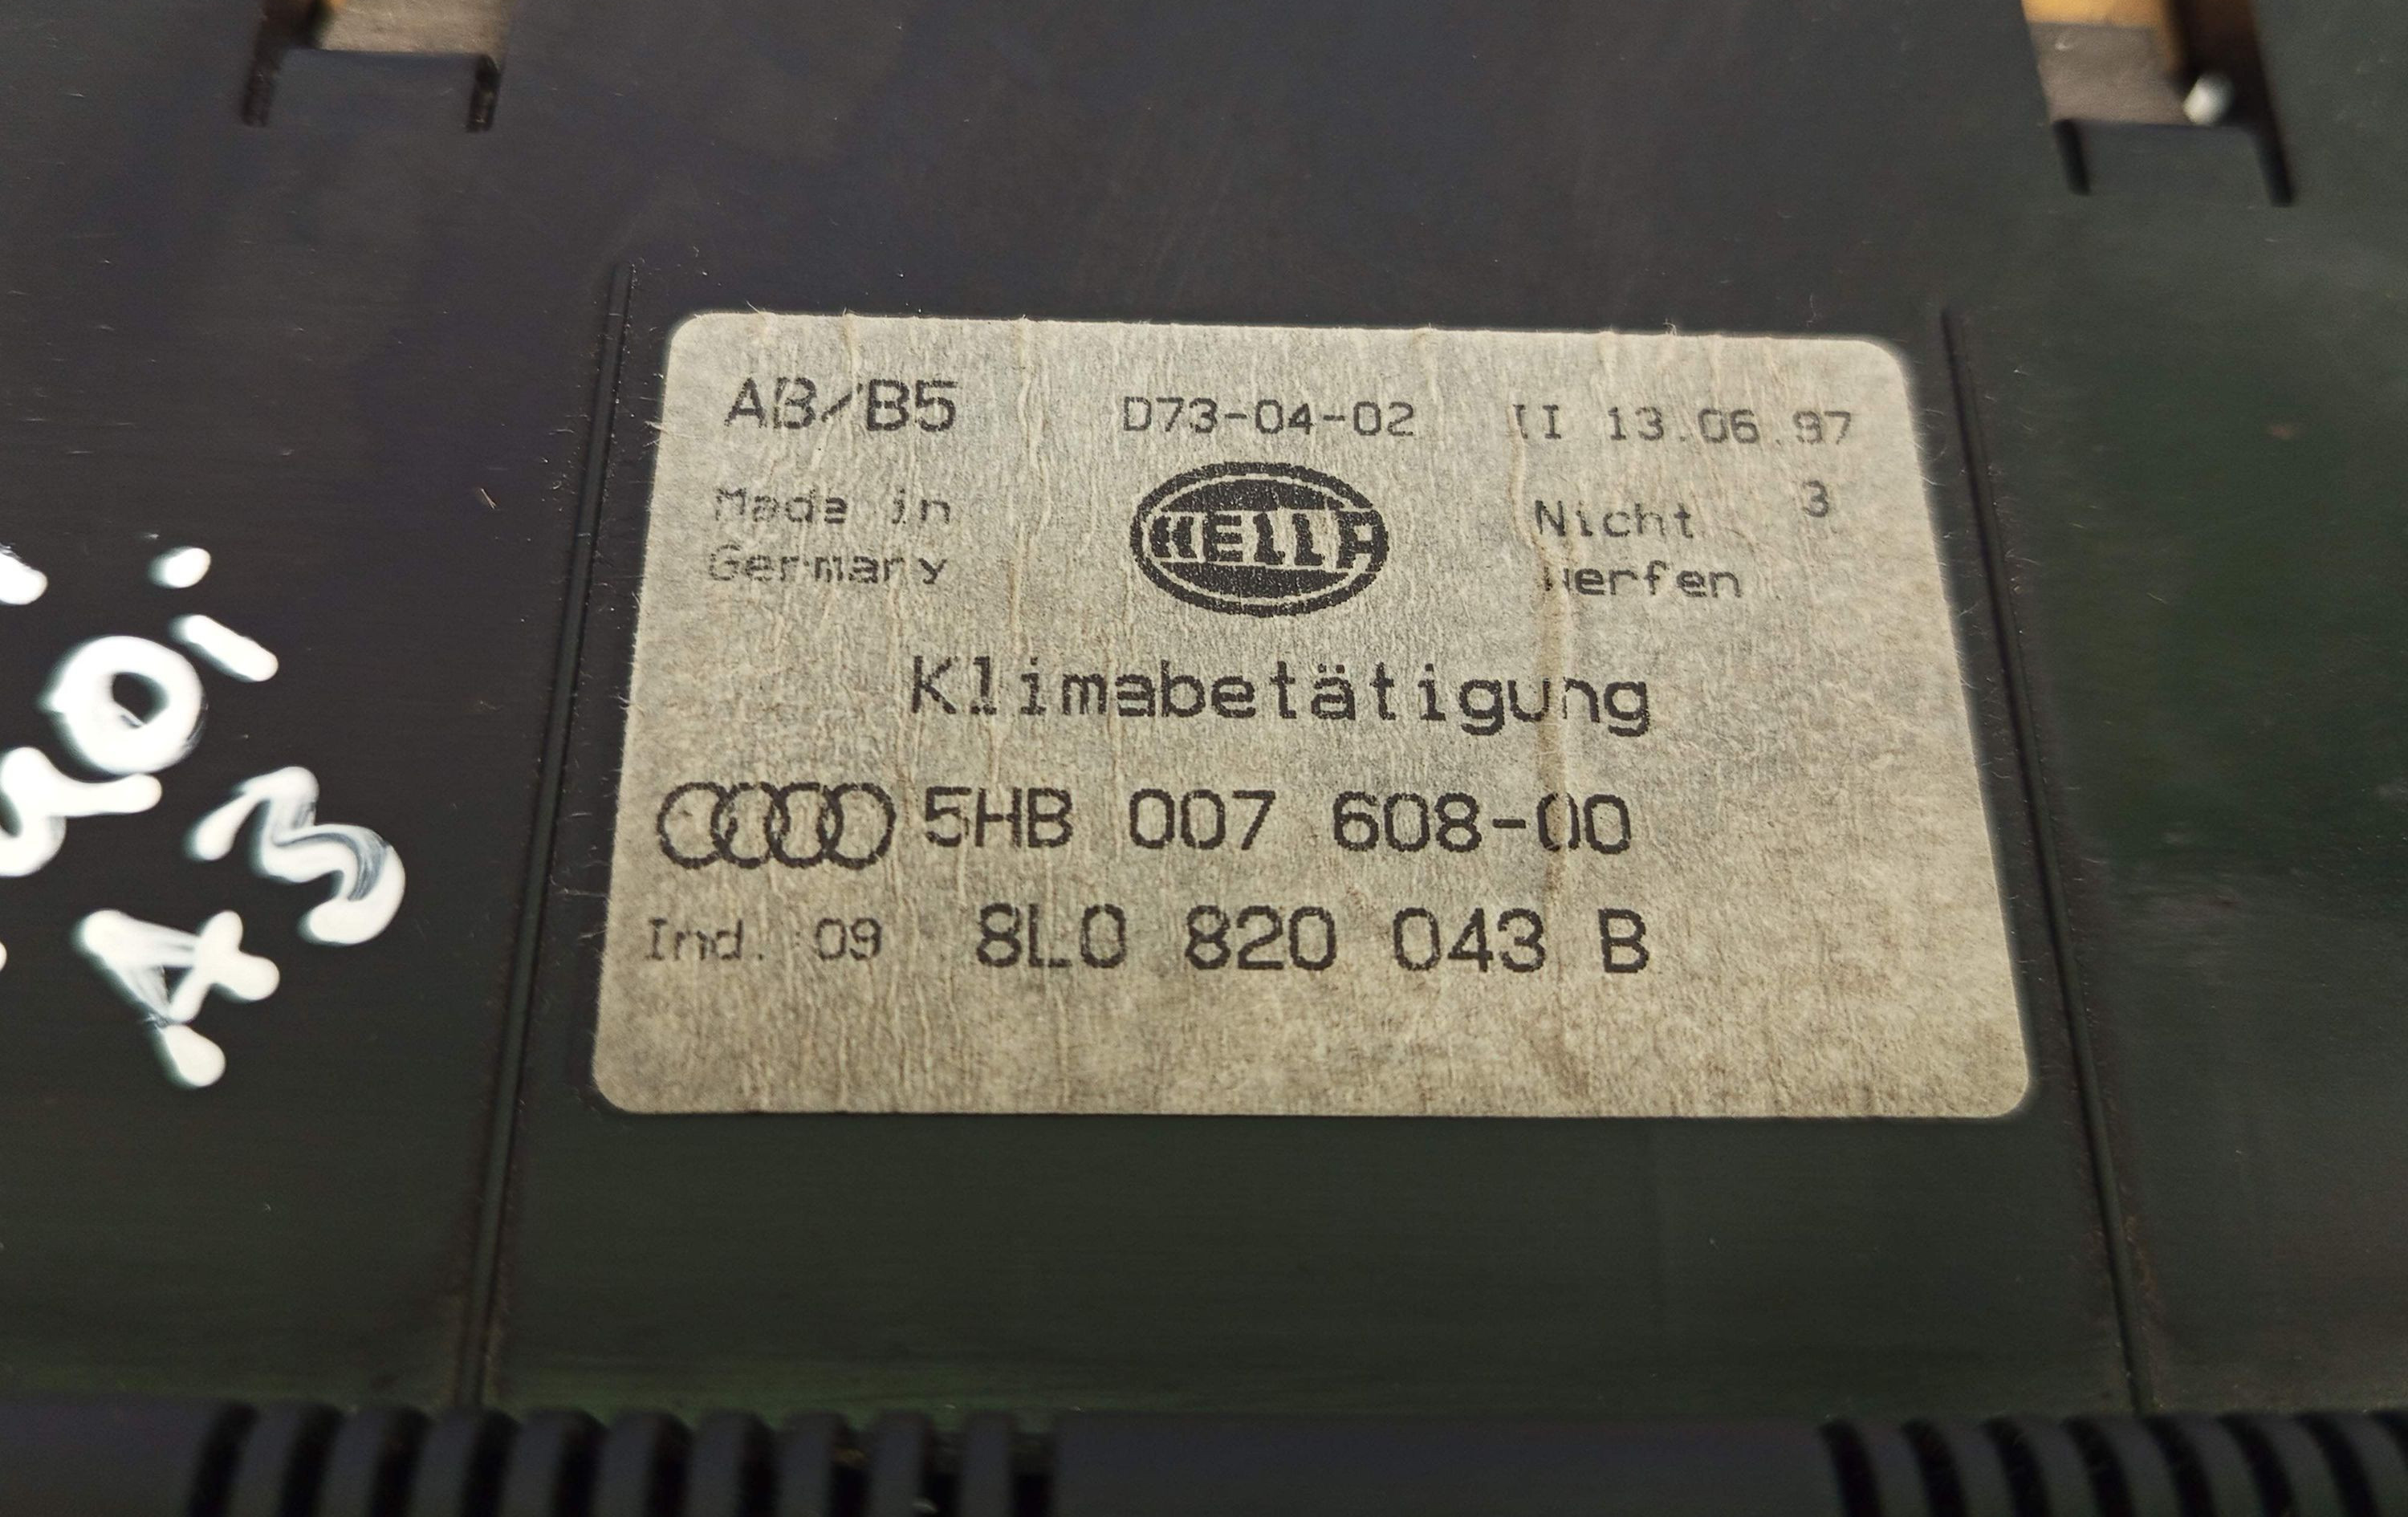 AB/B5 D73-04-02 II 13.06.97
Made in Nicht 3
Germany HELLA werfen
Klimabetätigung
5HB 007 608-00
Ind. 09 8L0 820 043 B
A3